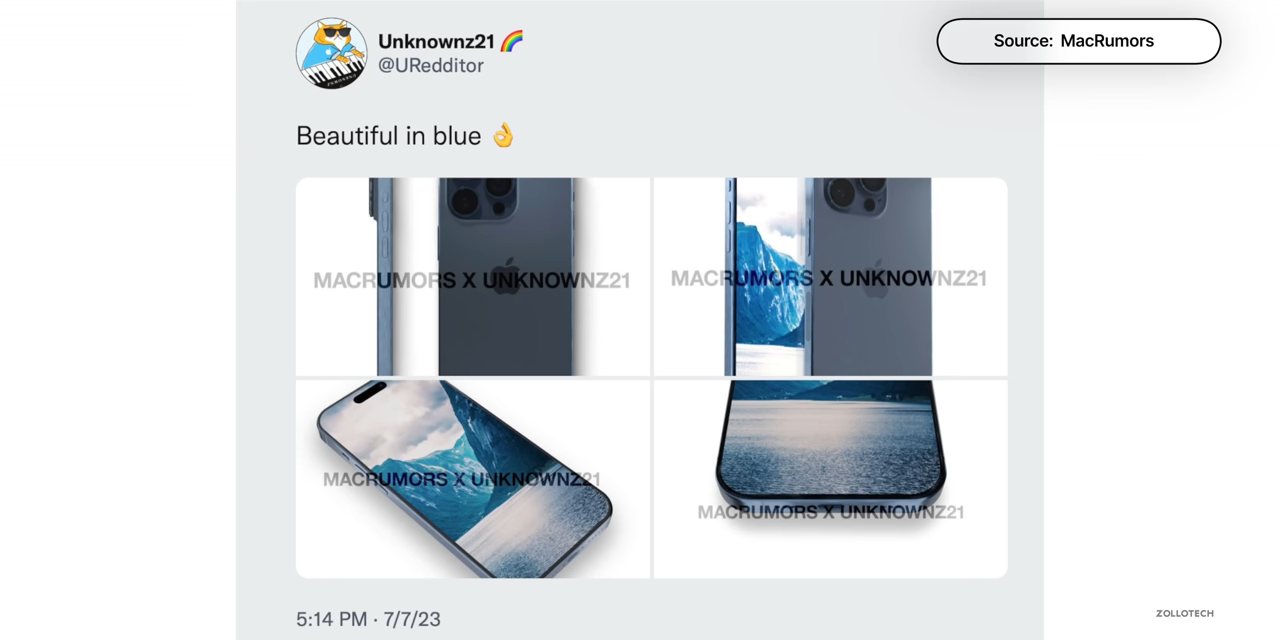 Unknownz21 🌈
@URedditor
Source: MacRumors
Beautiful in blue 👌
MACRUMORS X UNKNOWNZ21
MACRUMORS X UNKNOWNZ21
MACRUMORS X UNKNOWNZ21
MACRUMORS X UNKNOWNZ21
5:14 PM · 7/7/23
ZOLLOTECH